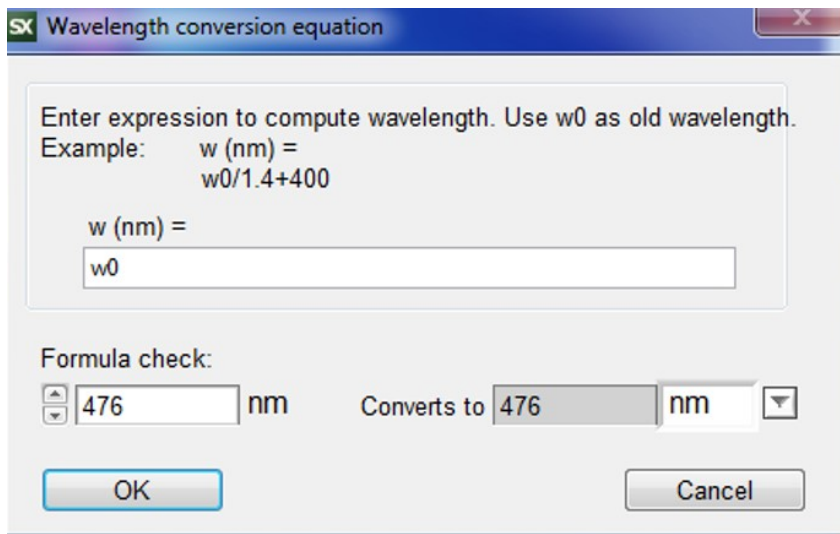 SX Wavelength conversion equation
Enter expression to compute wavelength. Use w0 as old wavelength.
Example: w (nm) =
w0/1.4+400
w (nm) =
w0
Formula check:
476 nm Converts to 476 nm
OK Cancel